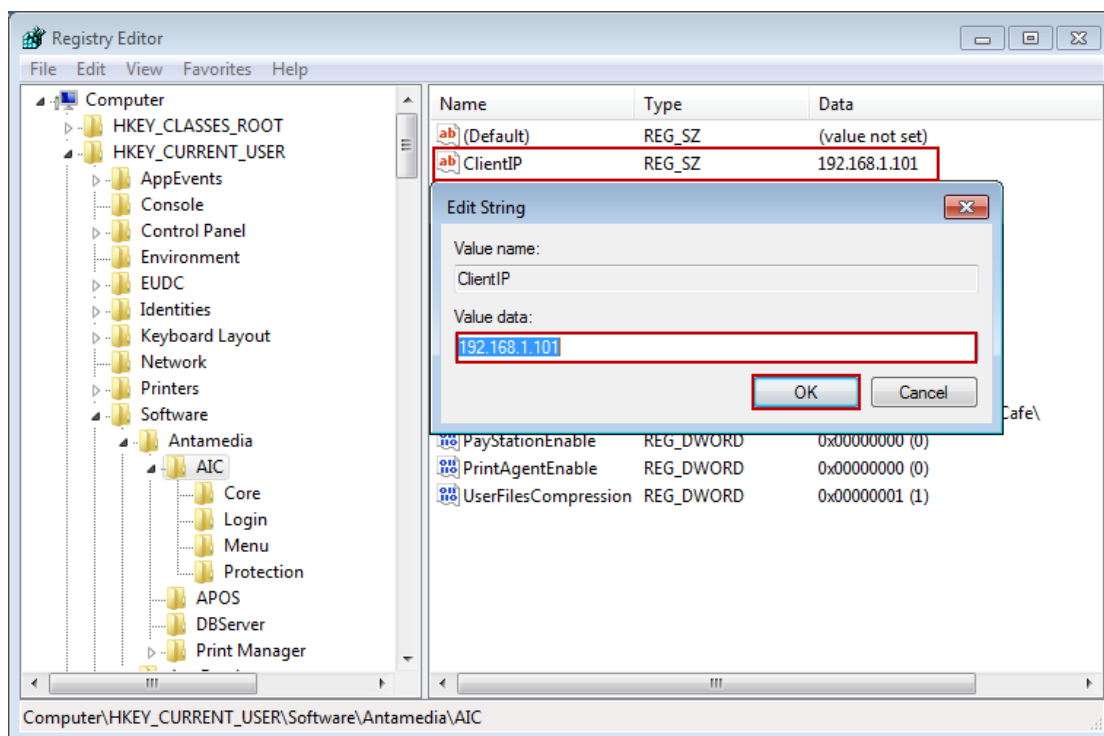 Registry Editor
File Edit View Favorites Help
Computer
HKEY_CLASSES_ROOT
HKEY_CURRENT_USER
AppEvents
Console
Control Panel
Environment
EUDC
Identities
Keyboard Layout
Network
Printers
Software
Antamedia
AIC
Core
Login
Menu
Protection
APOS
DBServer
Print Manager
Name Type Data
ab (Default) REG_SZ (value not set)
ab ClientIP REG_SZ 192.168.1.101
Edit String
Value name:
ClientIP
Value data:
192.168.1.101
OK Cancel
Cafe\
PayStationEnable REG_DWORD 0x00000000 (0)
PrintAgentEnable REG_DWORD 0x00000000 (0)
UserFilesCompression REG_DWORD 0x00000001 (1)
Computer\HKEY_CURRENT_USER\Software\Antamedia\AIC